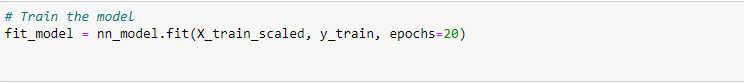 # Train the model
fit_model = nn_model.fit(X_train_scaled, y_train, epochs=20)